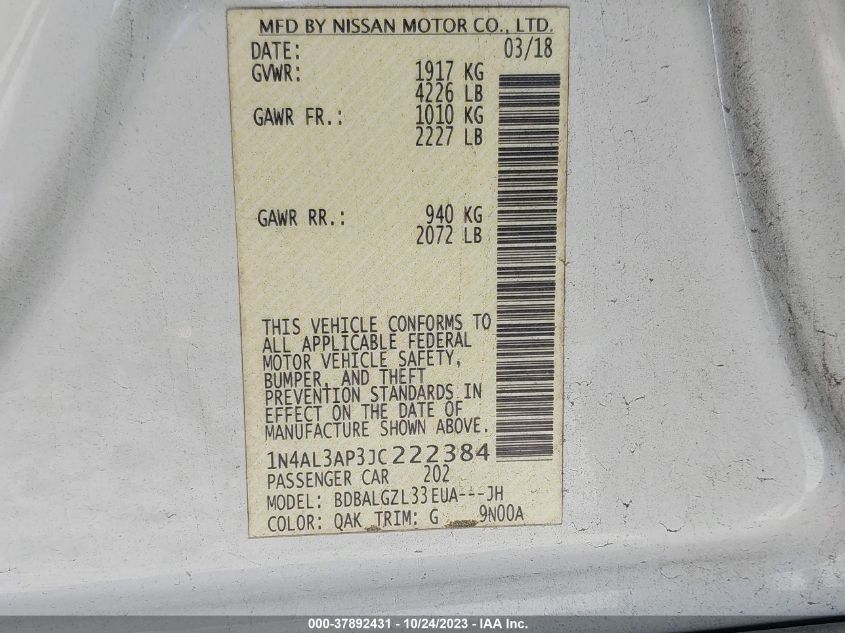 MFD BY NISSAN MOTOR CO., LTD.
DATE: 03/18
GVWR: 1917 KG
4226 LB
GAWR FR.: 1010 KG
2227 LB
GAWR RR.: 940 KG
2072 LB
THIS VEHICLE CONFORMS TO
ALL APPLICABLE FEDERAL
MOTOR VEHICLE SAFETY,
BUMPER, AND THEFT
PREVENTION STANDARDS IN
EFFECT ON THE DATE OF
MANUFACTURE SHOWN ABOVE.
1N4AL3AP3JC222384
PASSENGER CAR 202
MODEL: BDBALGZL33EUA---JH
COLOR: QAK TRIM: G 9N00A
000-37892431 - 10/24/2023 - © IAA Inc.